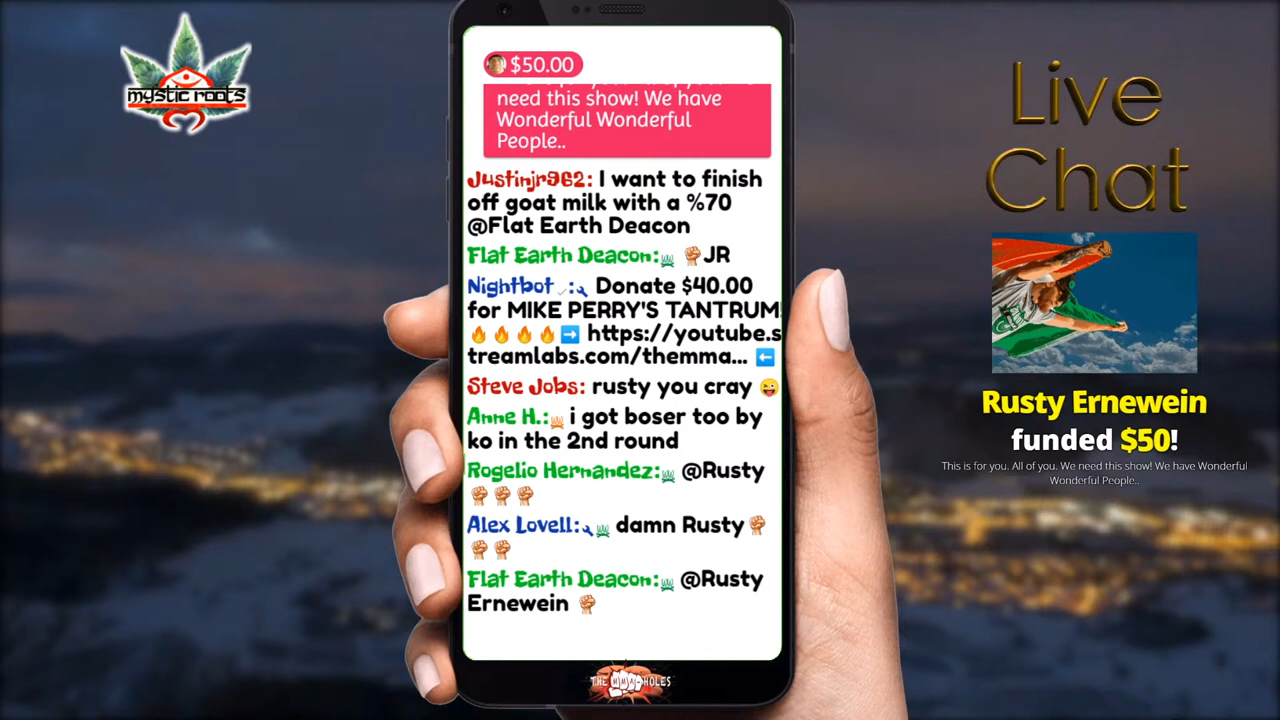 mystic roots
$50.00
need this show! We have
Wonderful Wonderful
People..
Justinjr962: I want to finish
off goat milk with a %70
@Flat Earth Deacon
Flat Earth Deacon: ✊JR
Nightbot: Donate $40.00
for MIKE PERRY'S TANTRUM!
🔥🔥🔥🔥➡️ https://youtube.s
treamlabs.com/themma... ⬅️
Steve Jobs: rusty you cray 😜
Anne H.: i got boser too by
ko in the 2nd round
Rogelio Hernandez: @Rusty
✊✊✊
Alex Lovell: damn Rusty ✊
✊✊
Flat Earth Deacon: @Rusty
Ernewein ✊
THE MMA-HOLES
Live
Chat
Rusty Ernewein
funded $50!
This is for you. All of you. We need this show! We have Wonderful
Wonderful People..